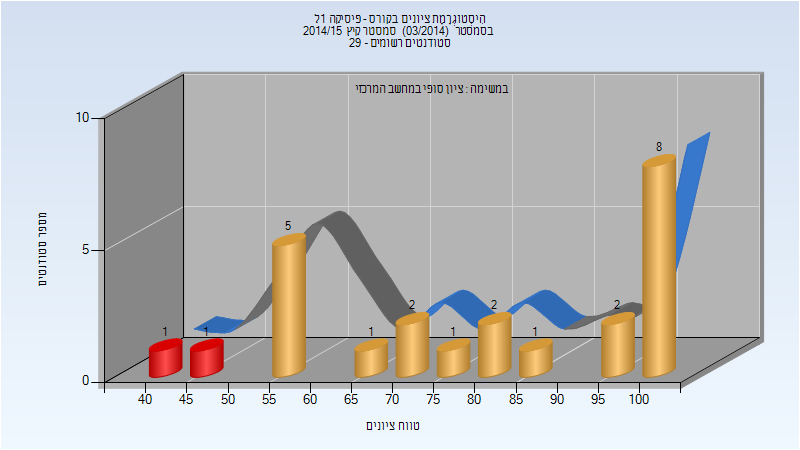 היסטוגרמת ציונים בקורס - פיסיקה 1ל
בסמסטר (03/2014) סמסטר קיץ 2014/15
סטודנטים רשומים - 29
במשימה : ציון סופי במחשב המרכזי
מספר סטודנטים
10
5
0
1
1
5
1
2
1
2
1
2
8
40 45 50 55 60 65 70 75 80 85 90 95 100
טווח ציונים